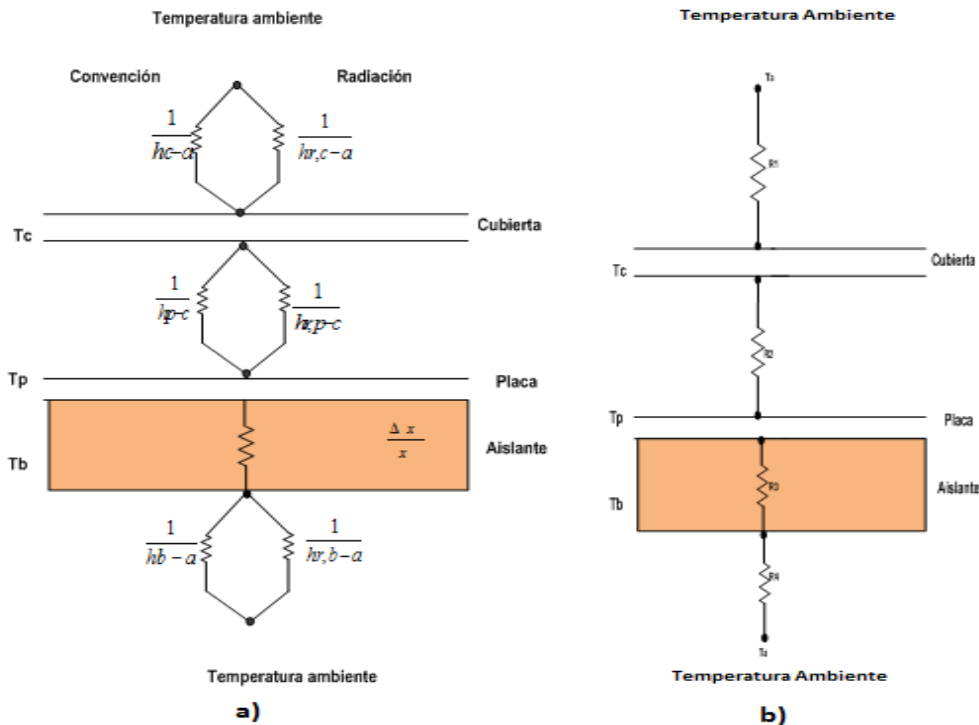 Temperatura ambiente
Convención
Radiación
1
hc-a
1
hr,c-a
Tc
Cubierta
1
hp-c
1
hr,p-c
Tp
Placa
Δ x
x
Tb
Aislante
1
hb - a
1
hr,b-a
Temperatura ambiente
a)
Temperatura Ambiente
Ta
R1
Cubierta
Tc
R2
Tp
Placa
R3
Tb
Aislante
R4
Ta
Temperatura Ambiente
b)